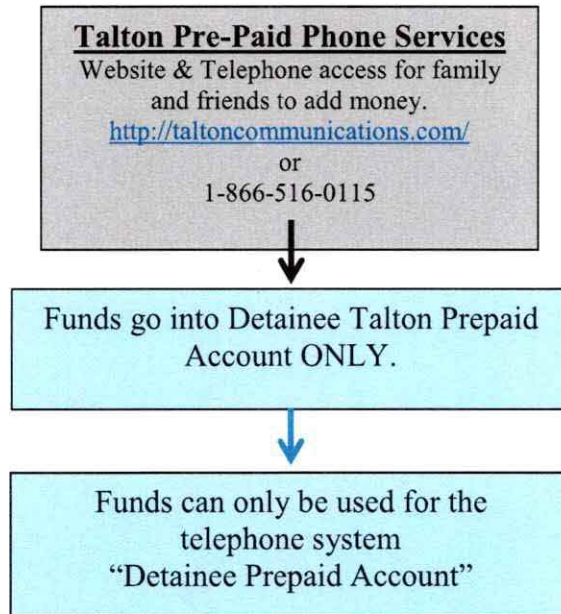 Talton Pre-Paid Phone Services
Website & Telephone access for family
and friends to add money.
http://taltoncommunications.com/
or
1-866-516-0115
Funds go into Detainee Talton Prepaid
Account ONLY.
Funds can only be used for the
telephone system
“Detainee Prepaid Account”